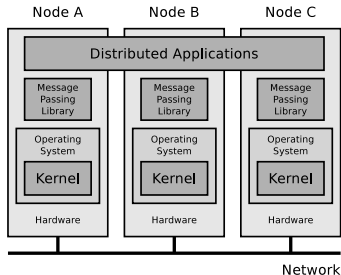 Node A Node B Node C
Distributed Applications
Message Message Message
Passing Passing Passing
Library Library Library
Operating Operating Operating
System System System
Kernel Kernel Kernel
Hardware Hardware Hardware
Network